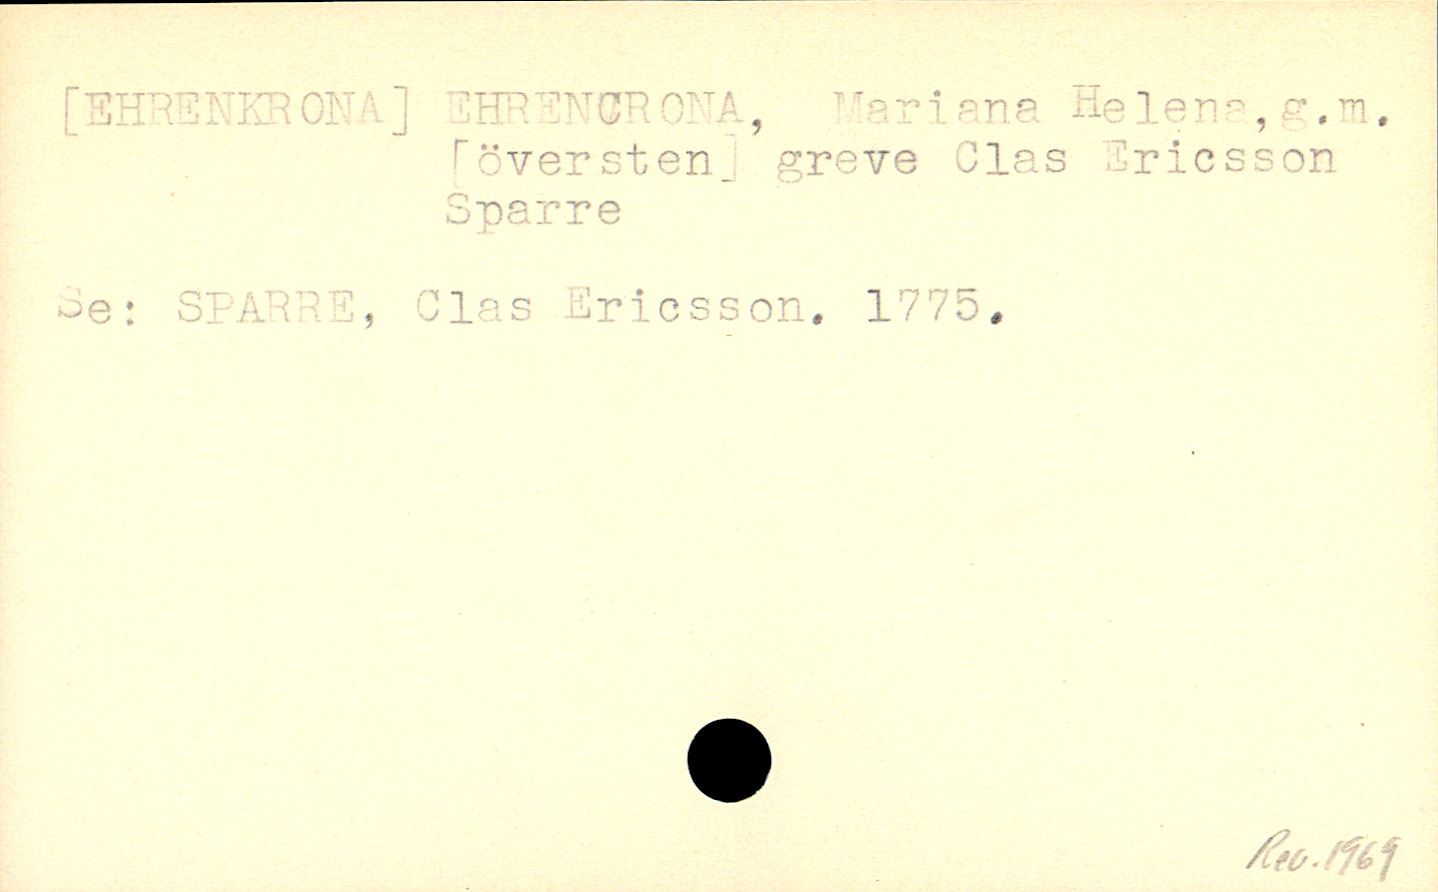 [EHRENKRONA] EHRENCRONA, Mariana Helena, g.m.
[översten] greve Clas Ericsson
Sparre
Se: SPARRE, Clas Ericsson. 1775.
Rev. 1969